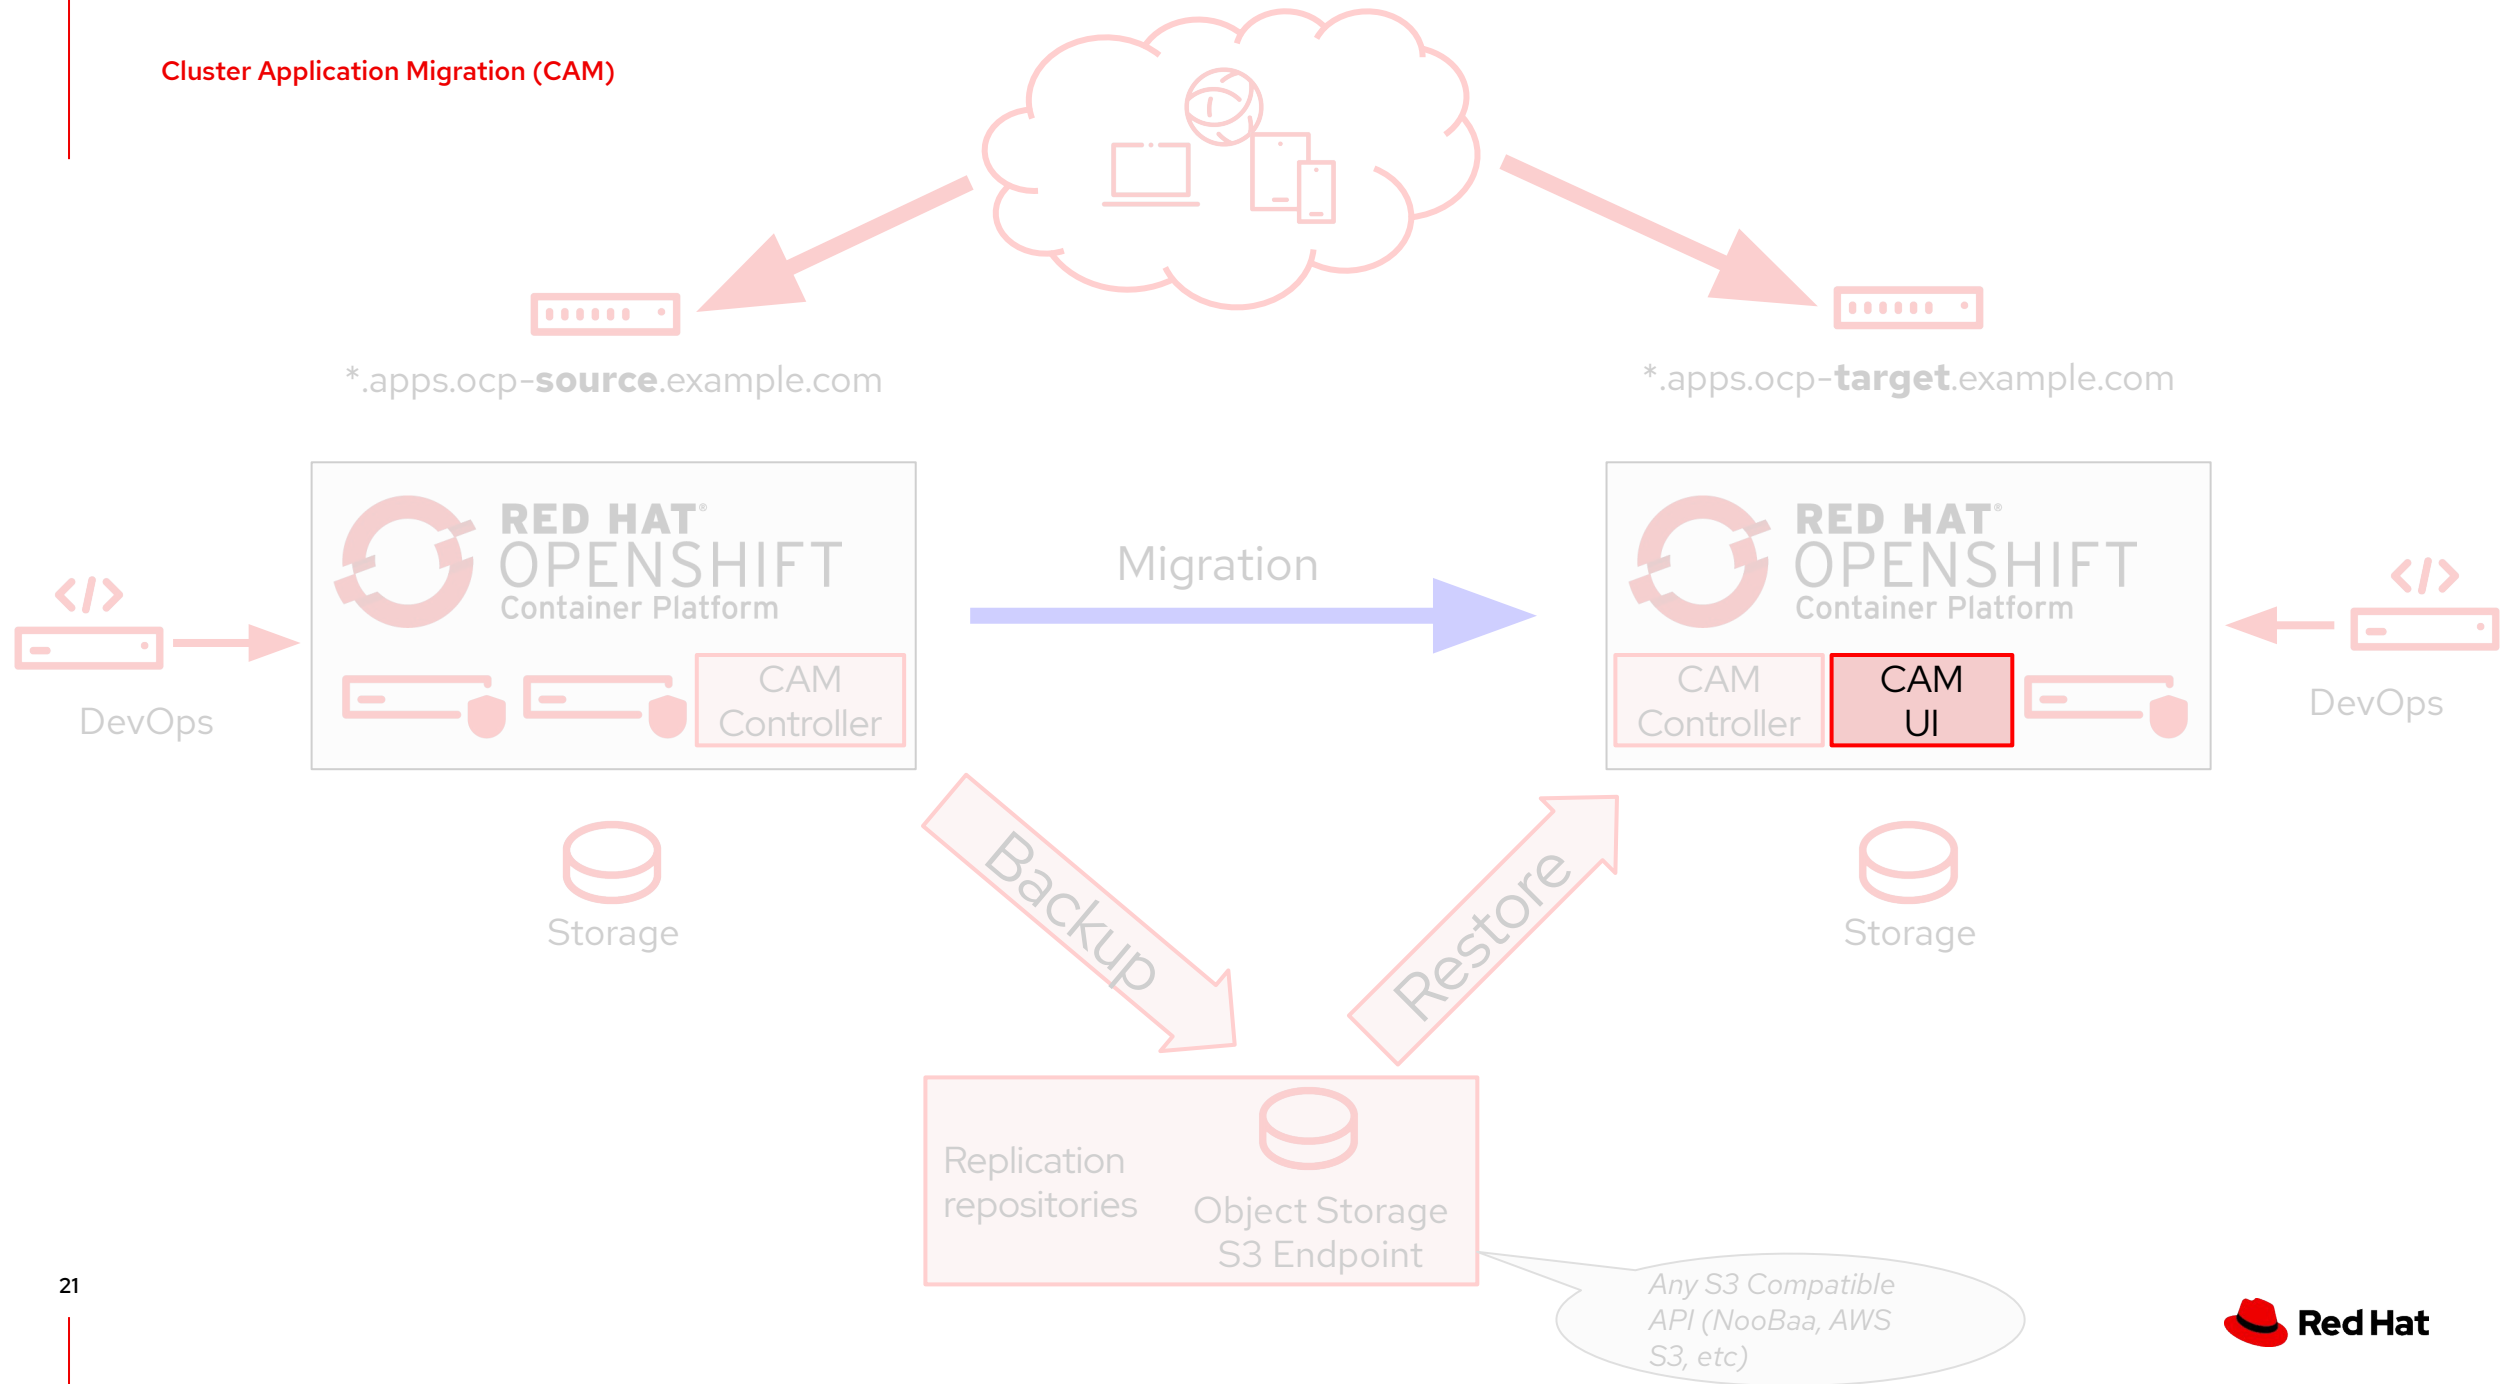 Cluster Application Migration (CAM)
*.apps.ocp-source.example.com
*.apps.ocp-target.example.com
RED HAT®
OPENSHIFT
Container Platform
CAM
Controller
DevOps
Migration
RED HAT®
OPENSHIFT
Container Platform
CAM
Controller
CAM
UI
DevOps
Storage
Backup
Restore
Storage
Replication
repositories
Object Storage
S3 Endpoint
Any S3 Compatible
API (NooBaa, AWS
S3, etc)
21
Red Hat